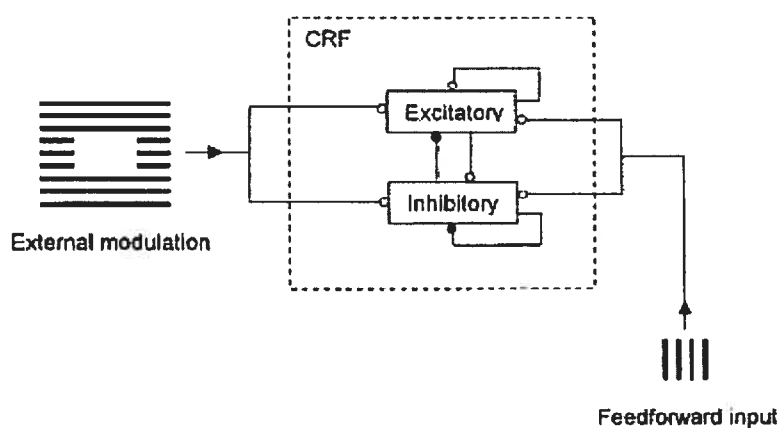 CRF
Excitatory
Inhibitory
External modulation
Feedforward input